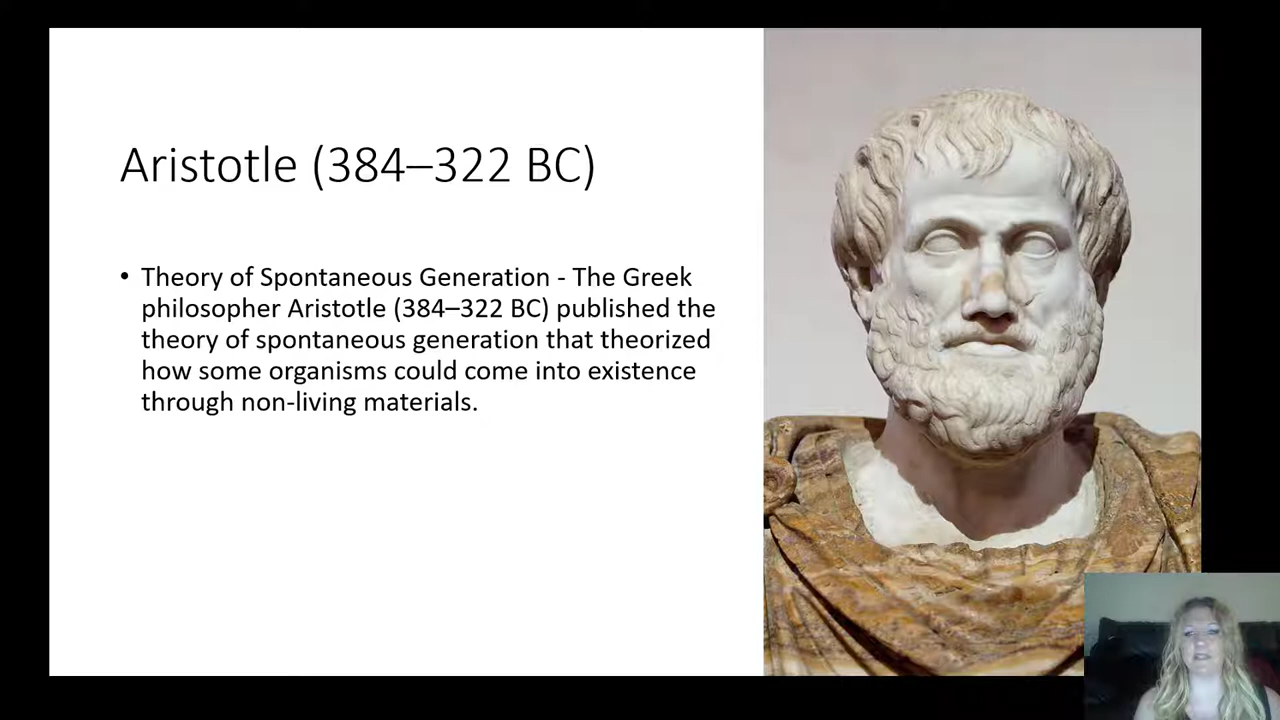 Aristotle (384–322 BC)
• Theory of Spontaneous Generation - The Greek
philosopher Aristotle (384–322 BC) published the
theory of spontaneous generation that theorized
how some organisms could come into existence
through non-living materials.